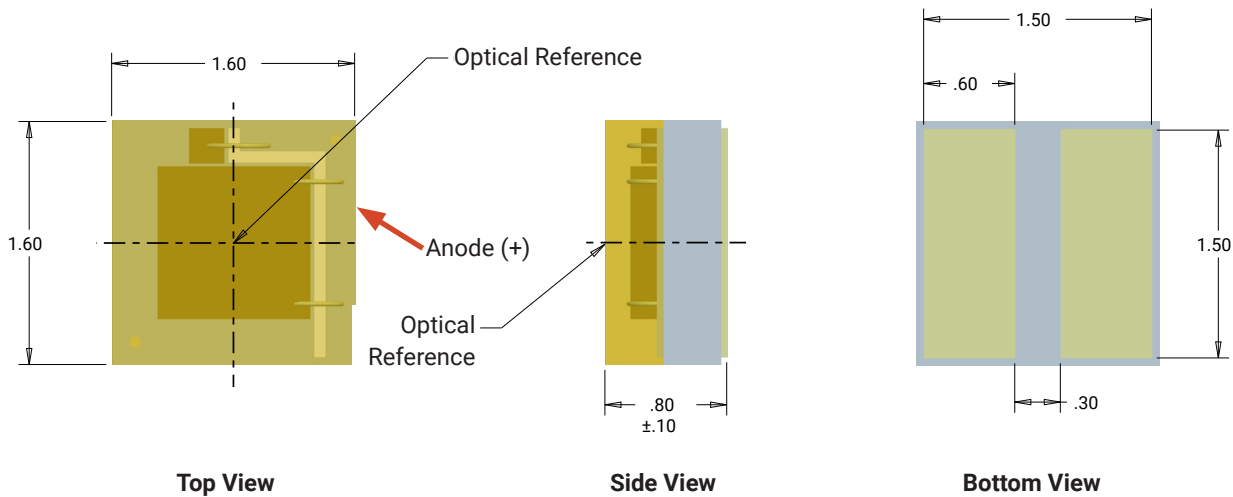 1.60
Optical Reference
1.60
Anode (+)
Top View
Optical
Reference
.80
±.10
Side View
1.50
.60
1.50
.30
Bottom View